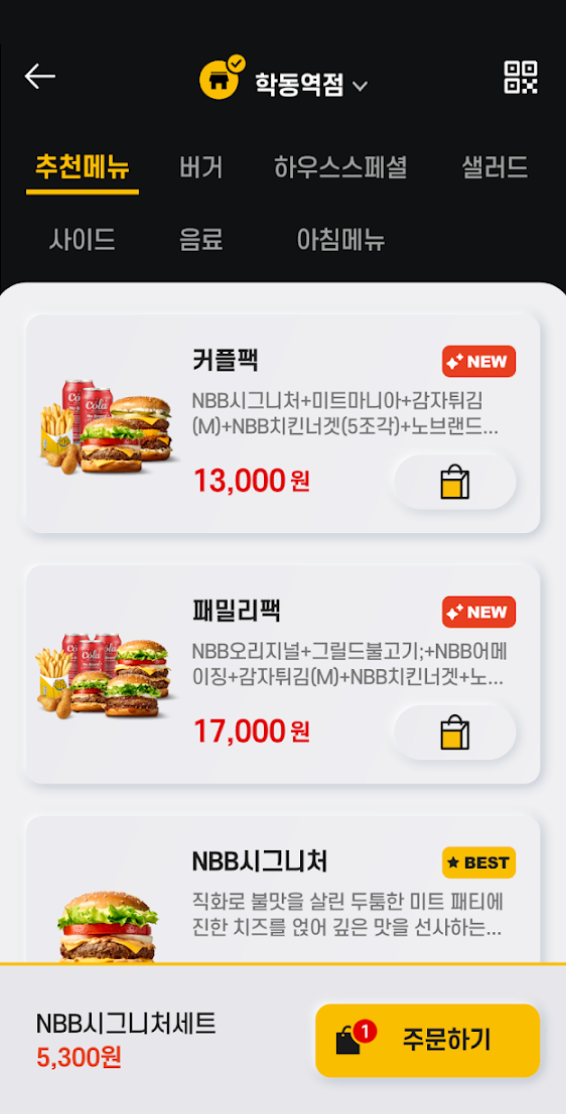 학동역점
추천메뉴 버거 하우스스페셜 샐러드
사이드 음료 아침메뉴
커플팩 NEW
NBB시그니처+미트마니아+감자튀김
(M)+NBB치킨너겟(5조각)+노브랜드...
13,000원
패밀리팩 NEW
NBB오리지널+그릴드불고기;+NBB어메
이징+감자튀김(M)+NBB치킨너겟+노...
17,000원
NBB시그니처 BEST
직화로 불맛을 살린 두툼한 미트 패티에
진한 치즈를 얹어 깊은 맛을 선사하는...
NBB시그니처세트
5,300원
1 주문하기